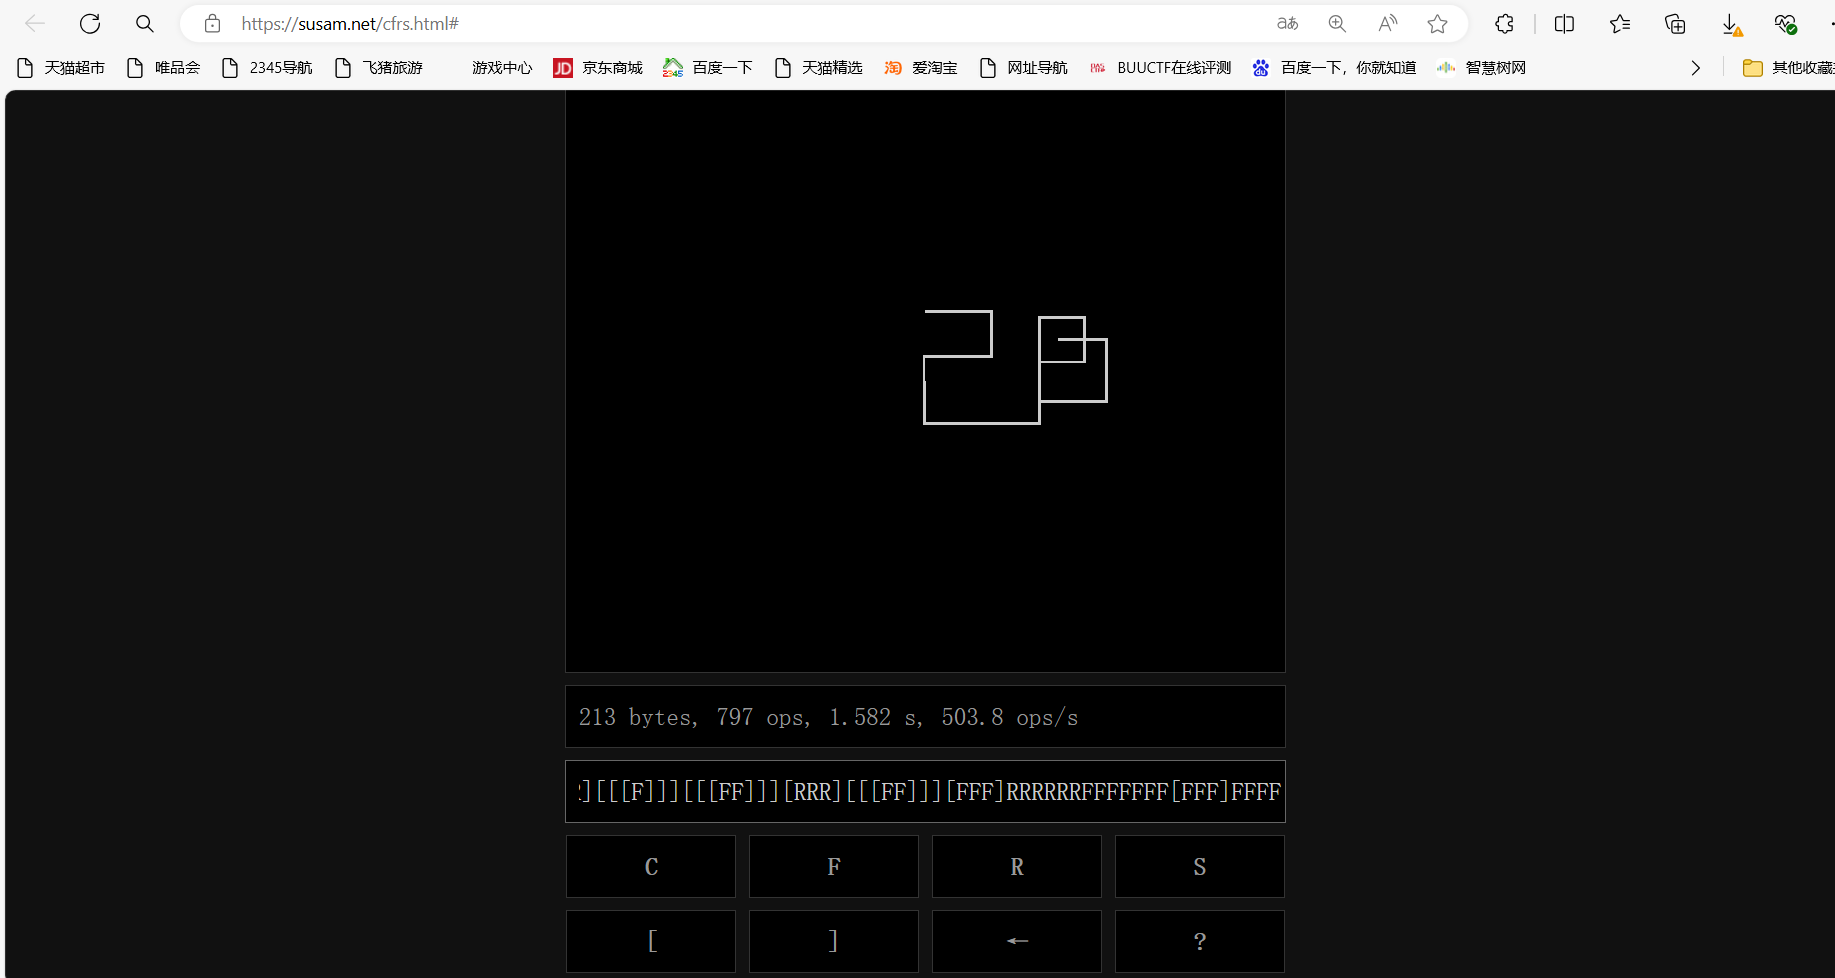 https://susam.net/cfrs.html#
天猫超市 唯品会 2345导航 飞猪旅游 游戏中心 JD 京东商城 2345 百度一下 天猫精选 淘 爱淘宝 网址导航 BUUCTF在线评测 du 百度一下，你就知道 智慧树网 其他收藏
213 bytes, 797 ops, 1.582 s, 503.8 ops/s
][[[F]]][[[FF]]][RRR][[[FF]]][FFF]RRRRRRFFFFFFF[FFF]FFFF
C F R S
[ ] ← ?